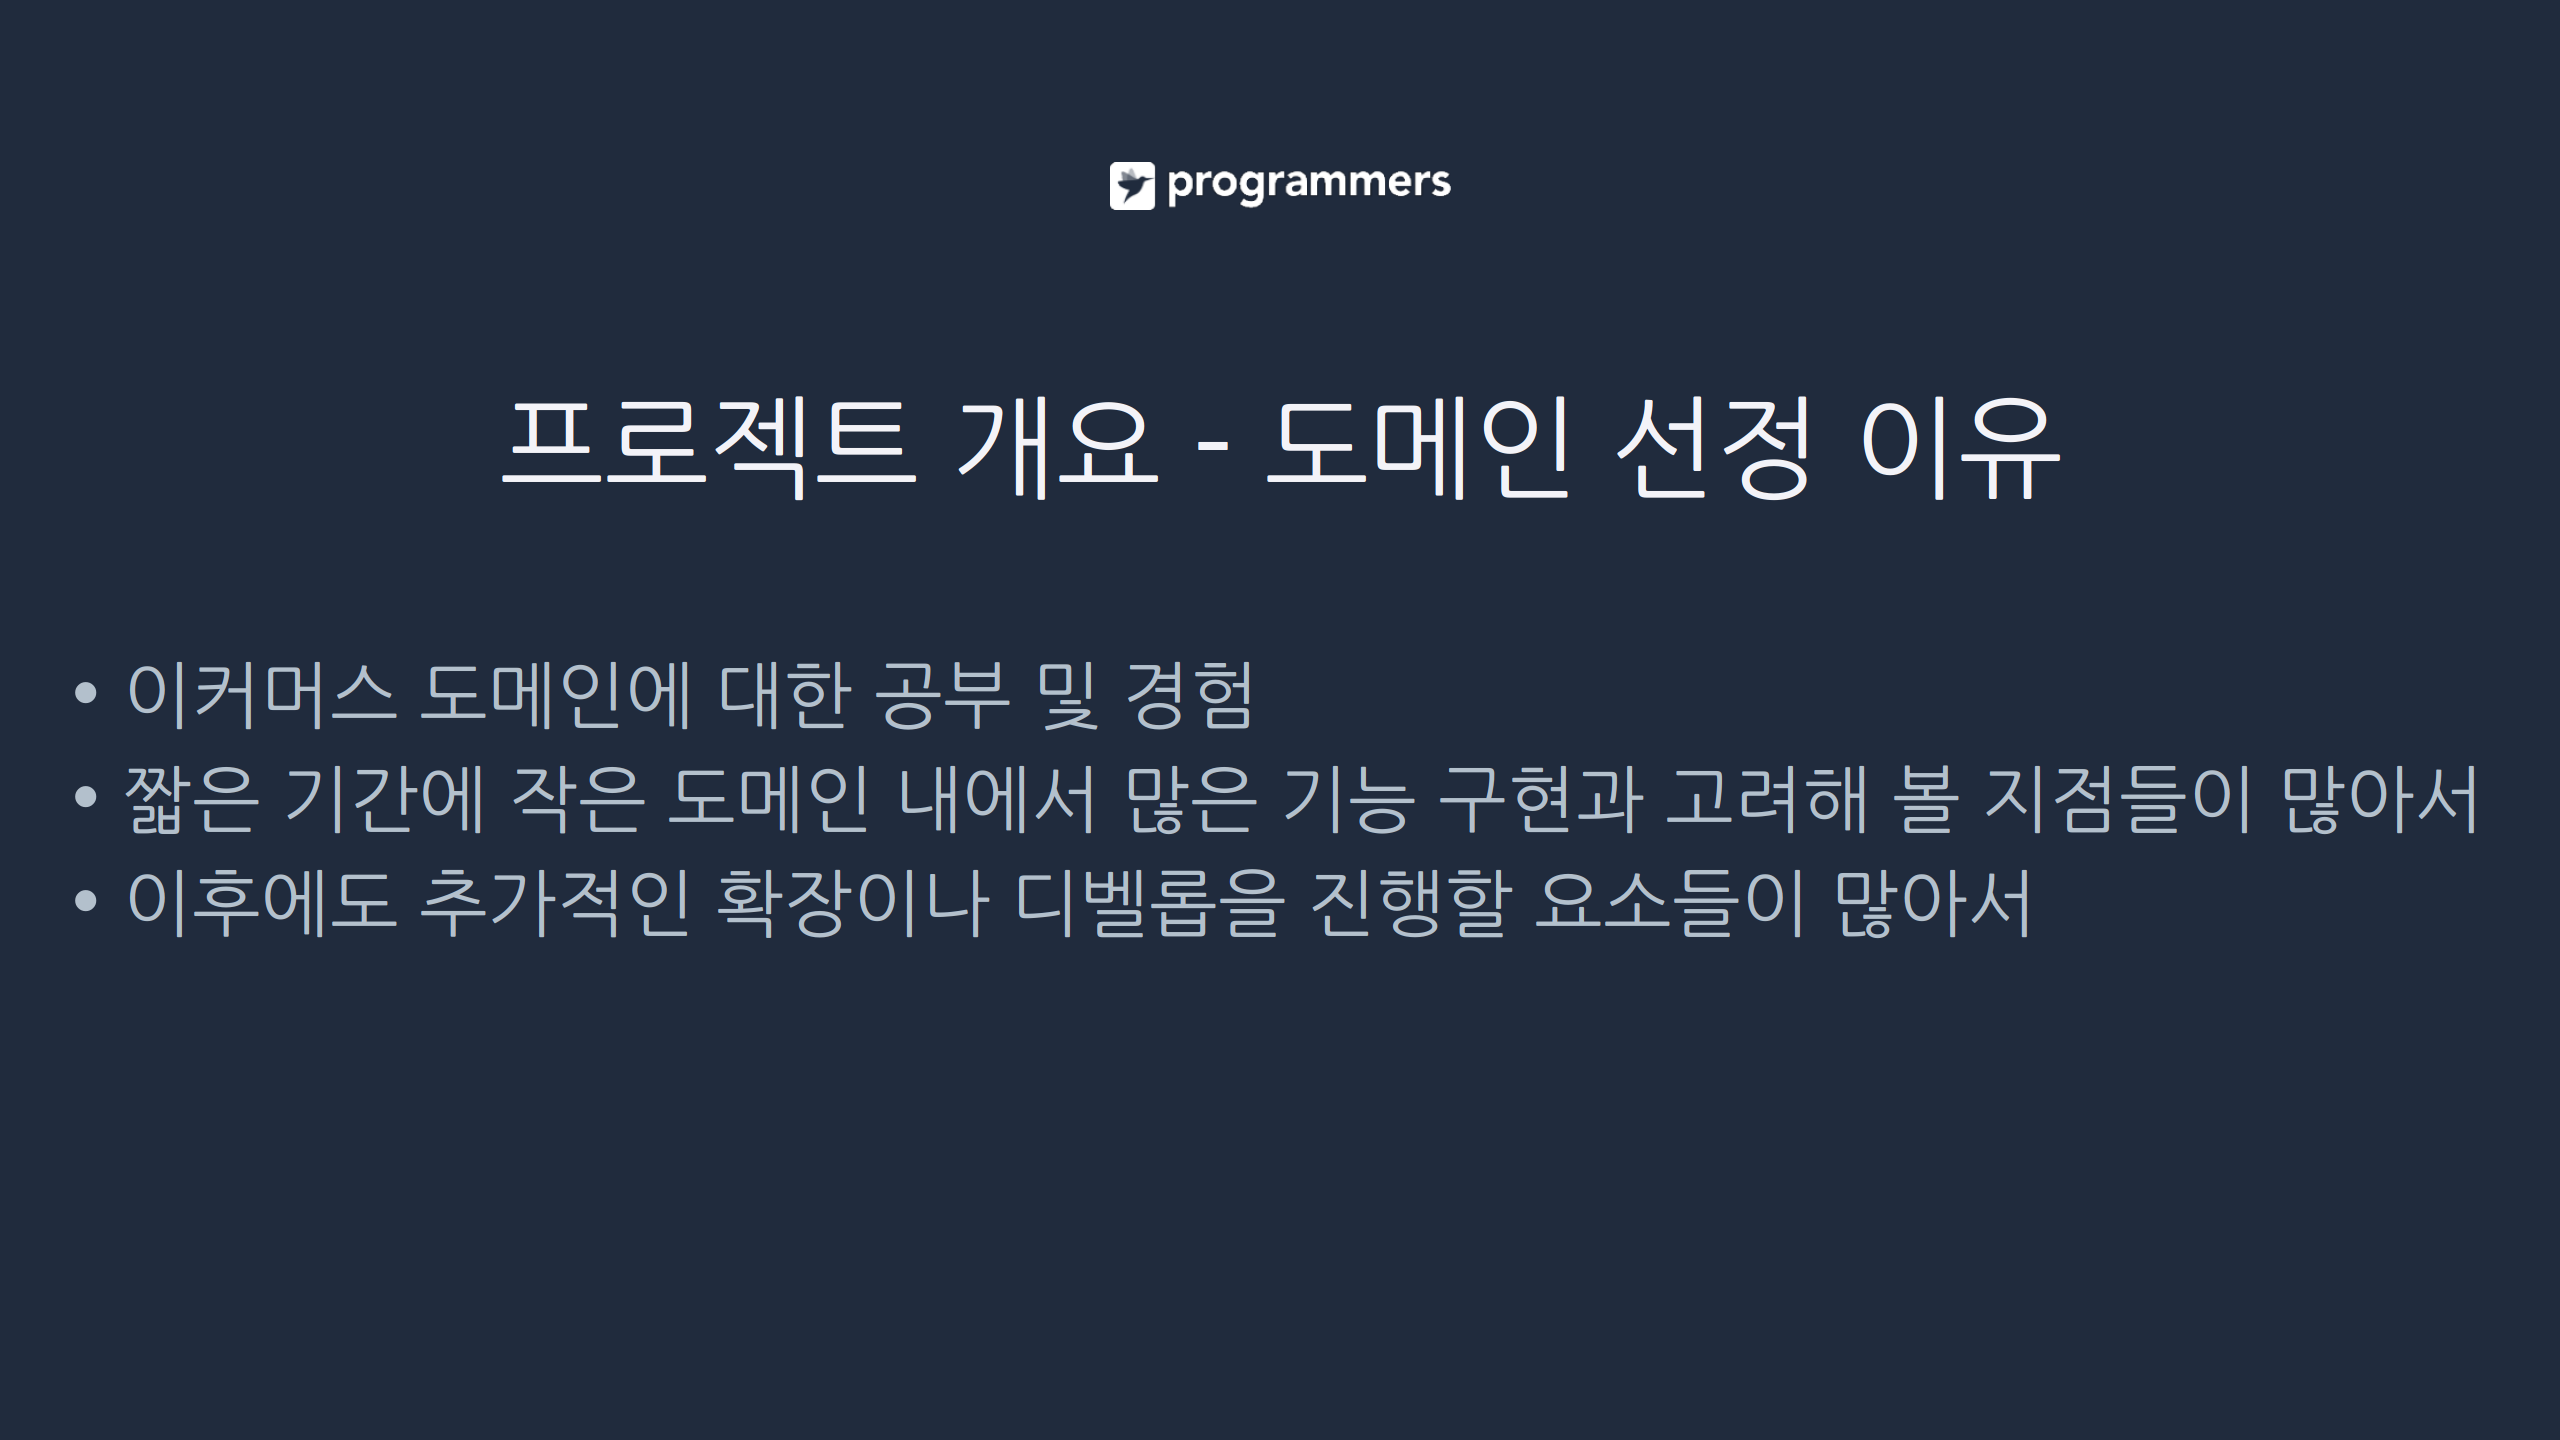 programmers
프로젝트 개요 - 도메인 선정 이유
• 이커머스 도메인에 대한 공부 및 경험
• 짧은 기간에 작은 도메인 내에서 많은 기능 구현과 고려해 볼 지점들이 많아서
• 이후에도 추가적인 확장이나 디벨롭을 진행할 요소들이 많아서